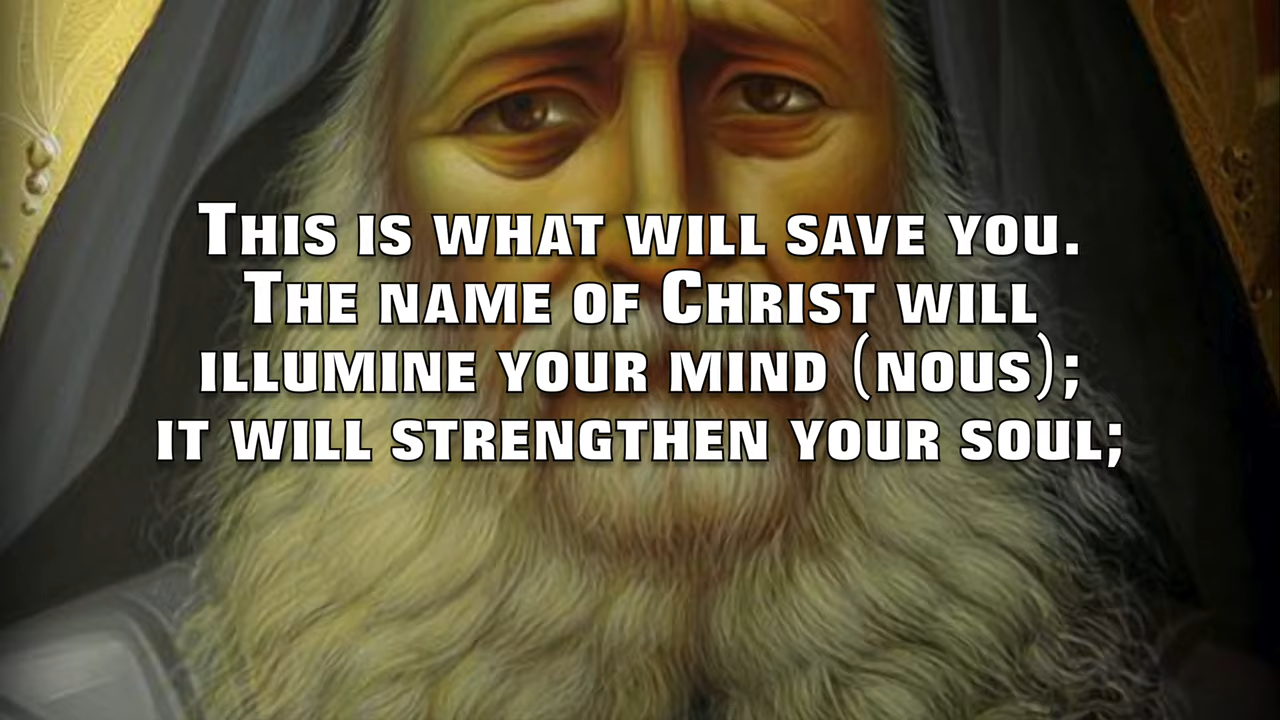 This is what will save you.
The name of Christ will
illumine your mind (nous);
it will strengthen your soul;